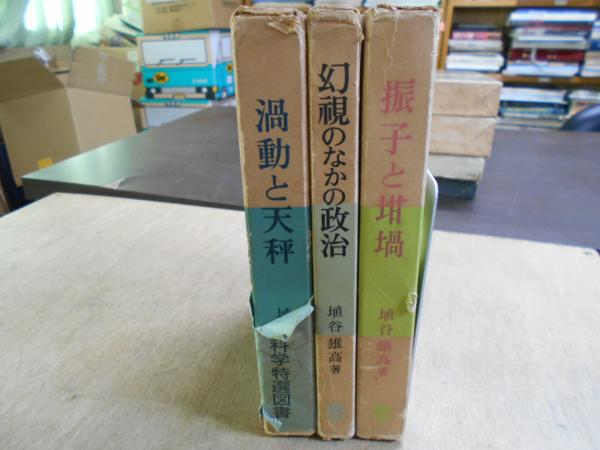 渦動と天秤
埴
科学特選図書
幻視のなかの政治
埴谷雄高著
振子と坩堝
埴谷雄高著